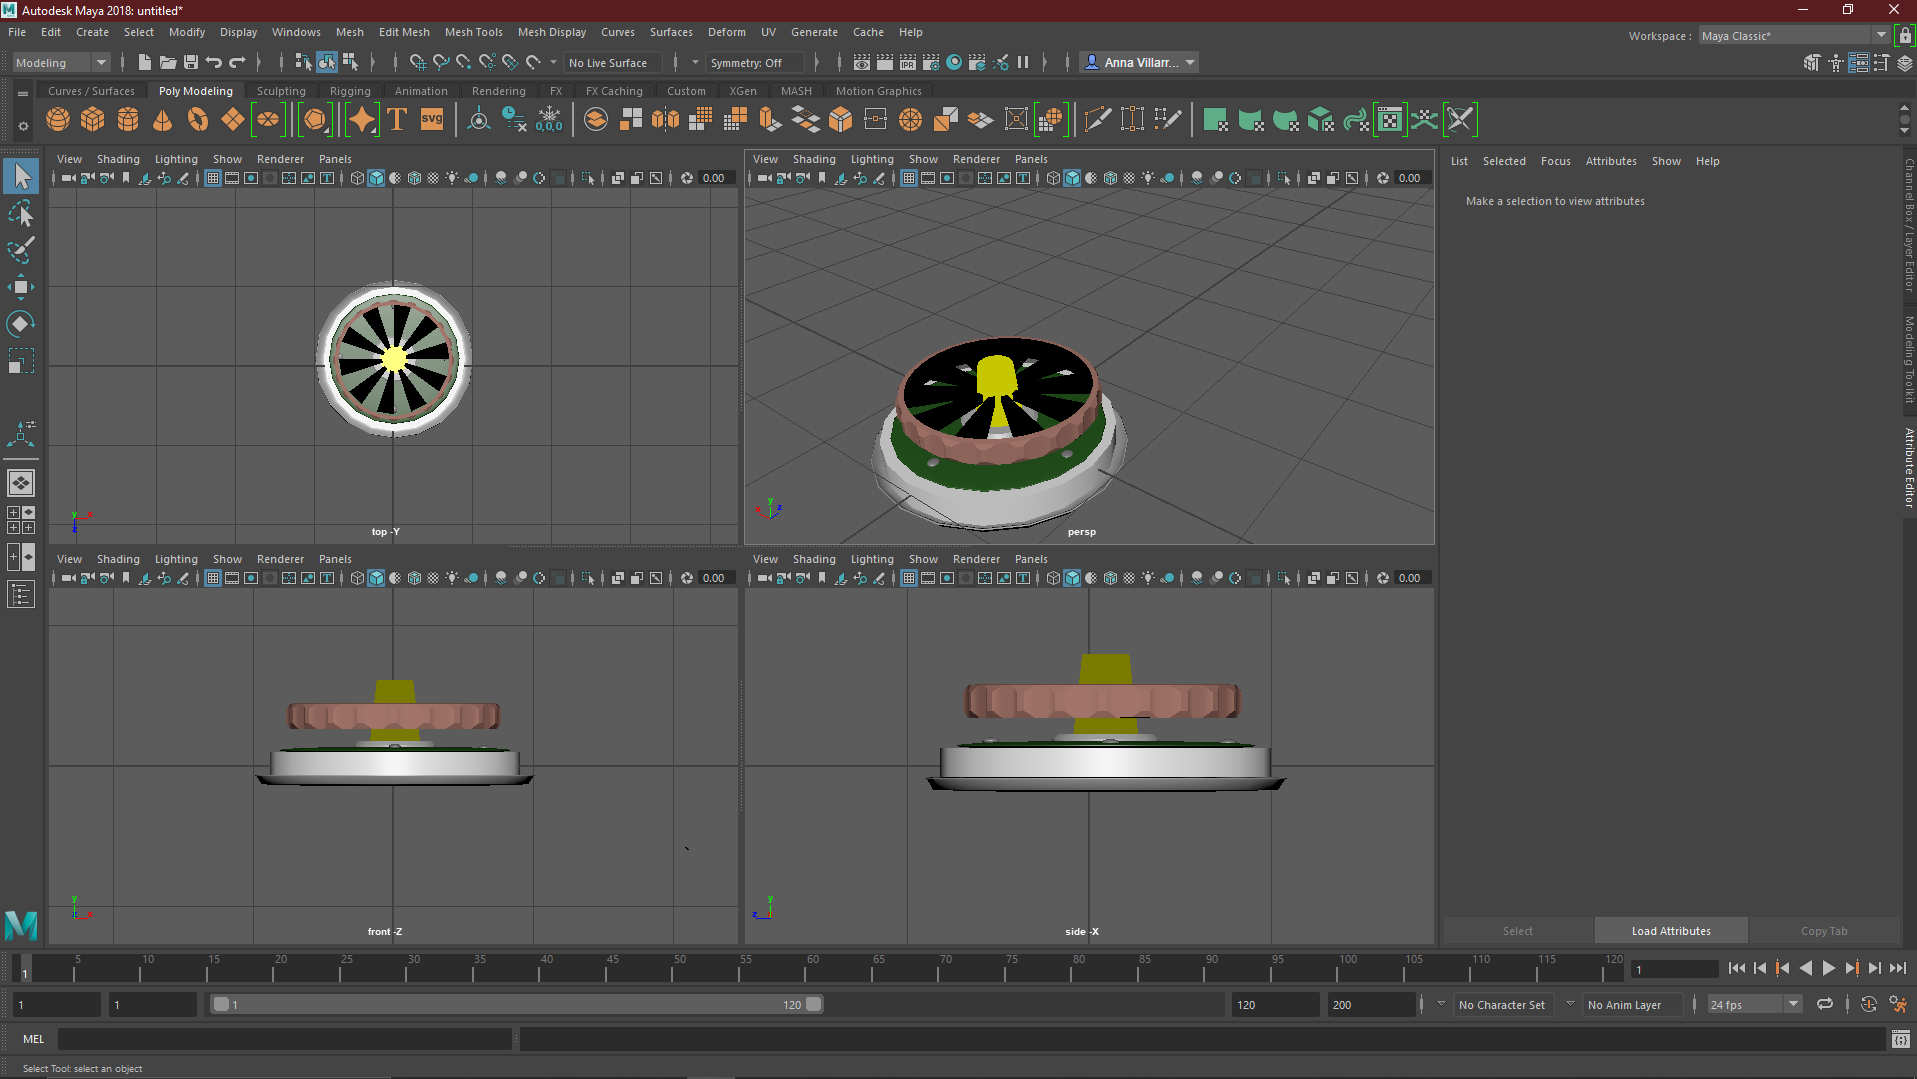 Autodesk Maya 2018: untitled*
File Edit Create Select Modify Display Windows Mesh Edit Mesh Mesh Tools Mesh Display Curves Surfaces Deform UV Generate Cache Help
Workspace : Maya Classic*
Modeling No Live Surface Symmetry: Off IPR Anna Villarr...
Curves / Surfaces Poly Modeling Sculpting Rigging Animation Rendering FX FX Caching Custom XGen MASH Motion Graphics
T SVG 0,0,0
View Shading Lighting Show Renderer Panels
0.00
top -Y
View Shading Lighting Show Renderer Panels
0.00
persp
View Shading Lighting Show Renderer Panels
0.00
front -Z
View Shading Lighting Show Renderer Panels
0.00
side -X
List Selected Focus Attributes Show Help
Make a selection to view attributes
Channel Box / Layer Editor
Modeling Toolkit
Attribute Editor
Select Load Attributes Copy Tab
1 5 10 15 20 25 30 35 40 45 50 55 60 65 70 75 80 85 90 95 100 105 110 115 120 1
1 1 1 120 120 200 No Character Set No Anim Layer 24 fps
MEL
Select Tool: select an object